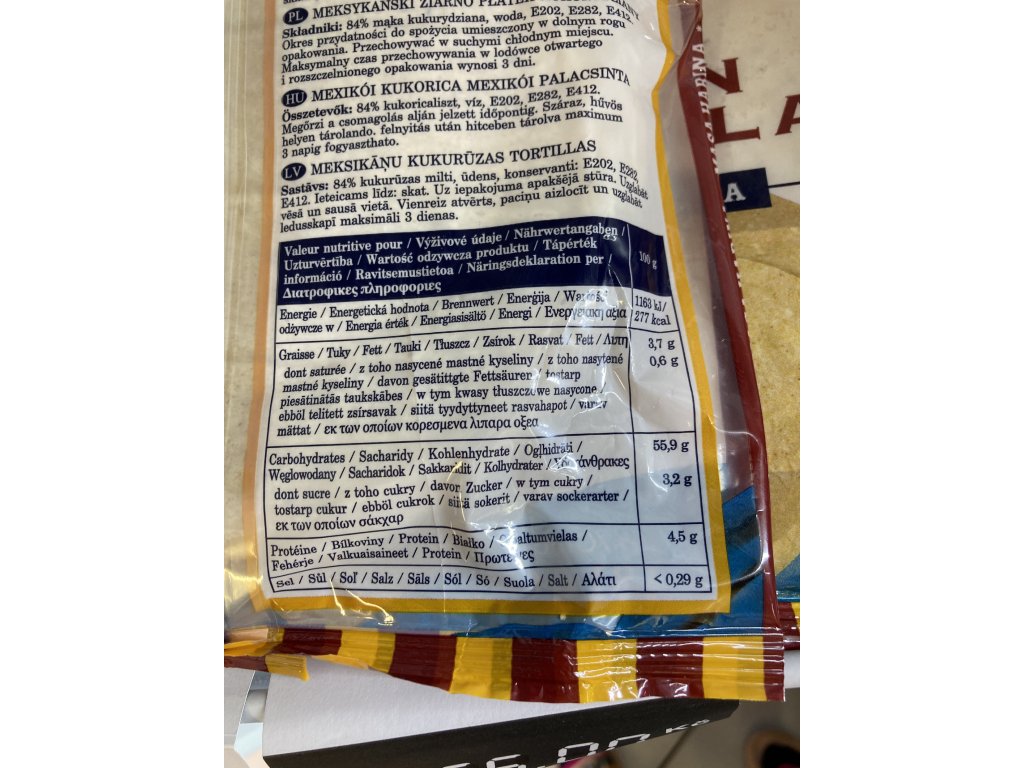 PL MEKSYKAŃSKI ZIARNO
Składniki: 84% mąka kukurydziana, woda, E202, E282, E412.
Okres przydatności do spożycia umieszczony w dolnym rogu
opakowania. Przechowywać w suchymi chłodnym miejscu.
Maksymalny czas przechowywania w lodówce otwartego
i rozszczelnionego opakowania wynosi 3 dni.
HU MEXIKÓI KUKORICA MEXIKÓI PALACSINTA
Összetevők: 84% kukoricaliszt, víz, E202, E282, E412.
Megőrzi a csomagolás alján jelzett időpontig. Száraz, hűvös
helyen tárolando. felnyitás után hitceben tárolva maximum
3 napig fogyasztható.
LV MEKSIKĀŅU KUKURŪZAS TORTILLAS
Sastāvs: 84% kukurūzas milti, ūdens, konservanti: E202, E282
E412. Ieteicams līdz: skat. Uz iepakojuma apakšējā stūra. Uzglabāt
vēsā un sausā vietā. Vienreiz atvērts, paciņu aizlocīt un uzglabāt
ledusskapī maksimāli 3 dienas.
Valeur nutritive pour / Výživové údaje / Nährwertangaben /
Uzturvērtība / Wartość odżywcza produktu / Tápérték
információ / Ravitsemustietoa / Näringsdeklaration per /
Διατροφικες πληροφοριες
100 g
Energie / Energetická hodnota / Brennwert / Enerģija / Wartość
odżywcze w / Energia érték / Energiasisältö / Energi / Ενεργειακη αξια
1163 kJ/
277 kcal
Graisse / Tuky / Fett / Tauki / Tłuszcz / Zsírok / Rasvat / Fett / Λιπη
3,7 g
dont saturée / z toho nasycené mastné kyseliny / z toho nasytené
mastné kyseliny / davon gesätittgte Fettsäuren / tostarp
piesātinātās taukskābes / w tym kwasy tłuszczowe nasycone /
ebböl telített zsírsavak / siitä tyydyttyneet rasvahapot / varav
mättat / εκ των οποίων κορεσμενα λιπαρα οξεα
0,6 g
Carbohydrates / Sacharidy / Kohlenhydrate / Ogļhidrāti /
Węglowodany / Sacharidok / Sakkaridit / Kolhydrater / Υδατάνθρακες
55,9 g
dont sucre / z toho cukry / davon Zucker / w tym cukry /
tostarp cukur / ebböl cukrok / siitä sokerit / varav sockerarter /
εκ των οποίων σάκχαρ
3,2 g
Protéine / Bílkoviny / Protein / Białko / Olbaltumvielas /
Fehérje / Valkuaisaineet / Protein / Πρωτεινες
4,5 g
Sel / Sůl / Soľ / Salz / Sāls / Sól / Só / Suola / Salt / Αλάτι
< 0,29 g